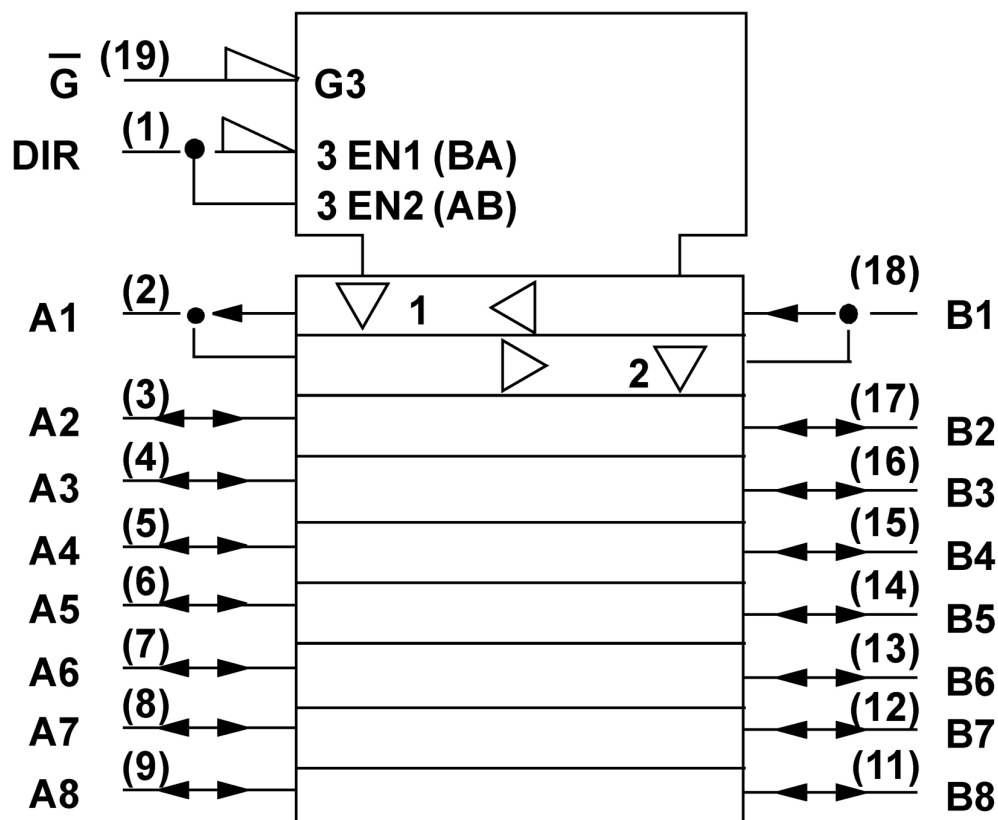 G̅ (19) G3
DIR (1) 3 EN1 (BA)
3 EN2 (AB)
A1 (2) 1 (18) B1
2
A2 (3) (17) B2
A3 (4) (16) B3
A4 (5) (15) B4
A5 (6) (14) B5
A6 (7) (13) B6
A7 (8) (12) B7
A8 (9) (11) B8